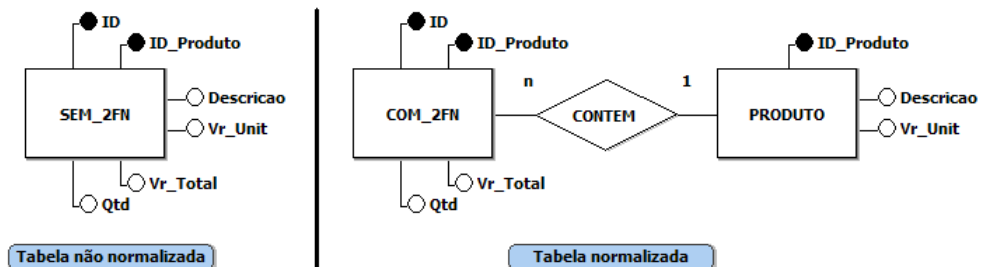 ID
ID_Produto
SEM_2FN
Descricao
Vr_Unit
Vr_Total
Qtd
Tabela não normalizada
ID
ID_Produto
COM_2FN
n
CONTEM
1
Vr_Total
Qtd
ID_Produto
PRODUTO
Descricao
Vr_Unit
Tabela normalizada